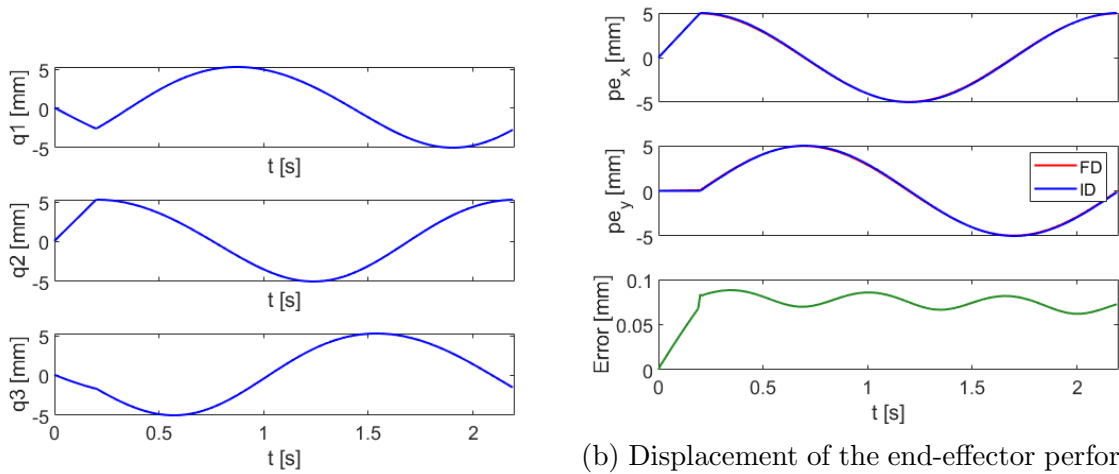 5
0
-5
q1 [mm]
t [s]
5
0
-5
q2 [mm]
t [s]
5
0
-5
q3 [mm]
0
0.5
1
1.5
2
t [s]
5
0
-5
pe_x [mm]
5
0
-5
pe_y [mm]
FD
ID
0.1
0.05
0
Error [mm]
0
0.5
1
1.5
2
t [s]
(b) Displacement of the end-effector perfor